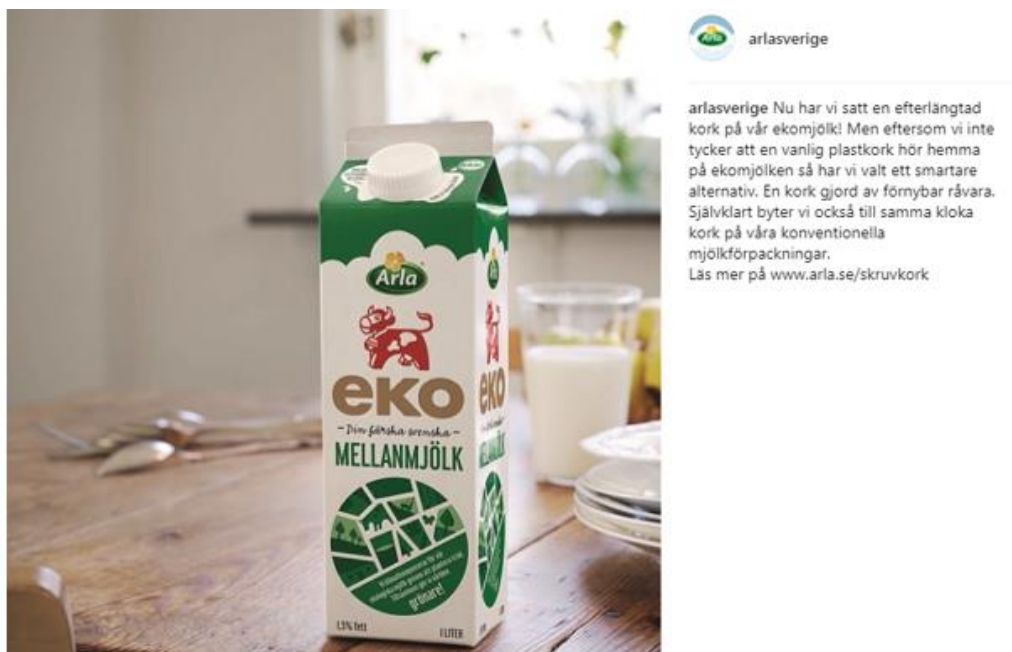 arlasverige
arlasverige Nu har vi satt en efterlängtad
kork på vår ekomjölk! Men eftersom vi inte
tycker att en vanlig plastkork hör hemma
på ekomjölken så har vi valt ett smartare
alternativ. En kork gjord av förnybar råvara.
Självklart byter vi också till samma kloka
kork på våra konventionella
mjölkförpackningar.
Läs mer på www.arla.se/skruvkork
Arla
eko
- Din färska svenska -
MELLANMJÖLK
grönare!
1,5% fett
1 LITER
eko